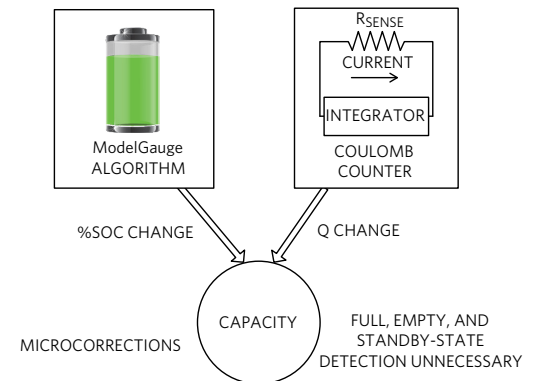 ModelGauge
ALGORITHM
RSENSE
CURRENT
INTEGRATOR
COULOMB
COUNTER
%SOC CHANGE
Q CHANGE
CAPACITY
MICROCORRECTIONS
FULL, EMPTY, AND
STANDBY-STATE
DETECTION UNNECESSARY